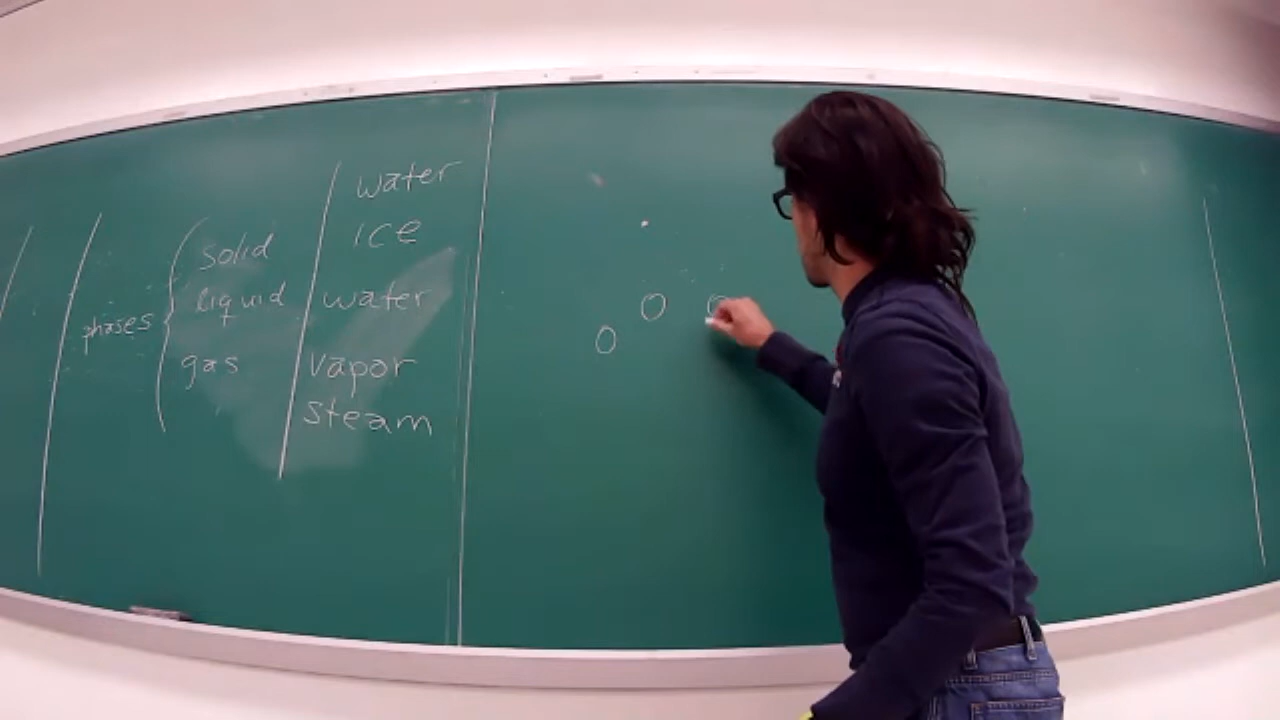 water
solid ice
phases liquid water
gas vapor
steam
O O O